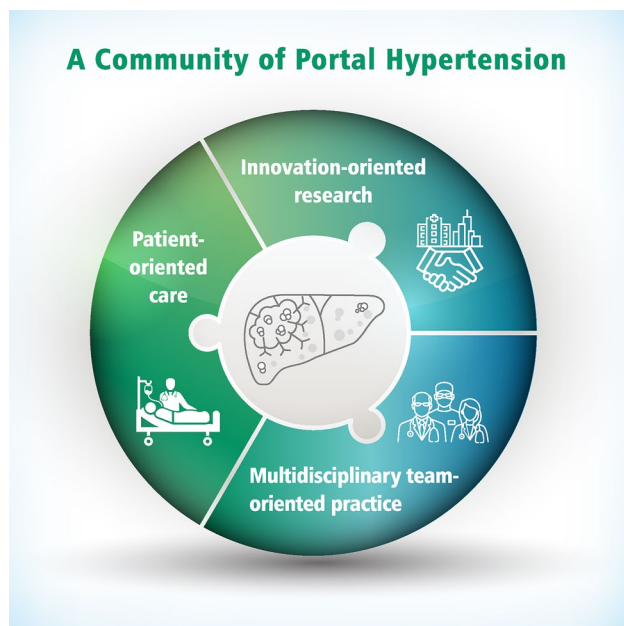 A Community of Portal Hypertension
Innovation-oriented
research
Patient-
oriented
care
Multidisciplinary team-
oriented practice